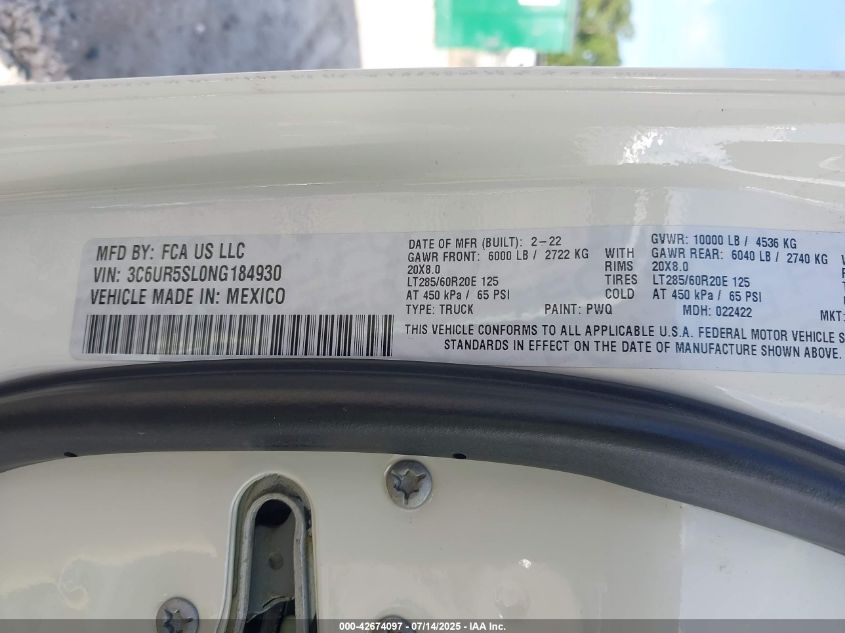 MFD BY: FCA US LLC
VIN: 3C6UR5SL0NG184930
VEHICLE MADE IN: MEXICO
DATE OF MFR (BUILT): 2-22 GVWR: 10000 LB / 4536 KG
GAWR FRONT: 6000 LB / 2722 KG WITH GAWR REAR: 6040 LB / 2740 KG
20X8.0 RIMS 20X8.0
LT285/60R20E 125 TIRES LT285/60R20E 125
AT 450 kPa / 65 PSI COLD AT 450 kPa / 65 PSI
TYPE: TRUCK PAINT: PWQ MDH: 022422 MKT:
THIS VEHICLE CONFORMS TO ALL APPLICABLE U.S.A. FEDERAL MOTOR VEHICLE S
STANDARDS IN EFFECT ON THE DATE OF MANUFACTURE SHOWN ABOVE.
000-42674097 - 07/14/2025 - IAA Inc.